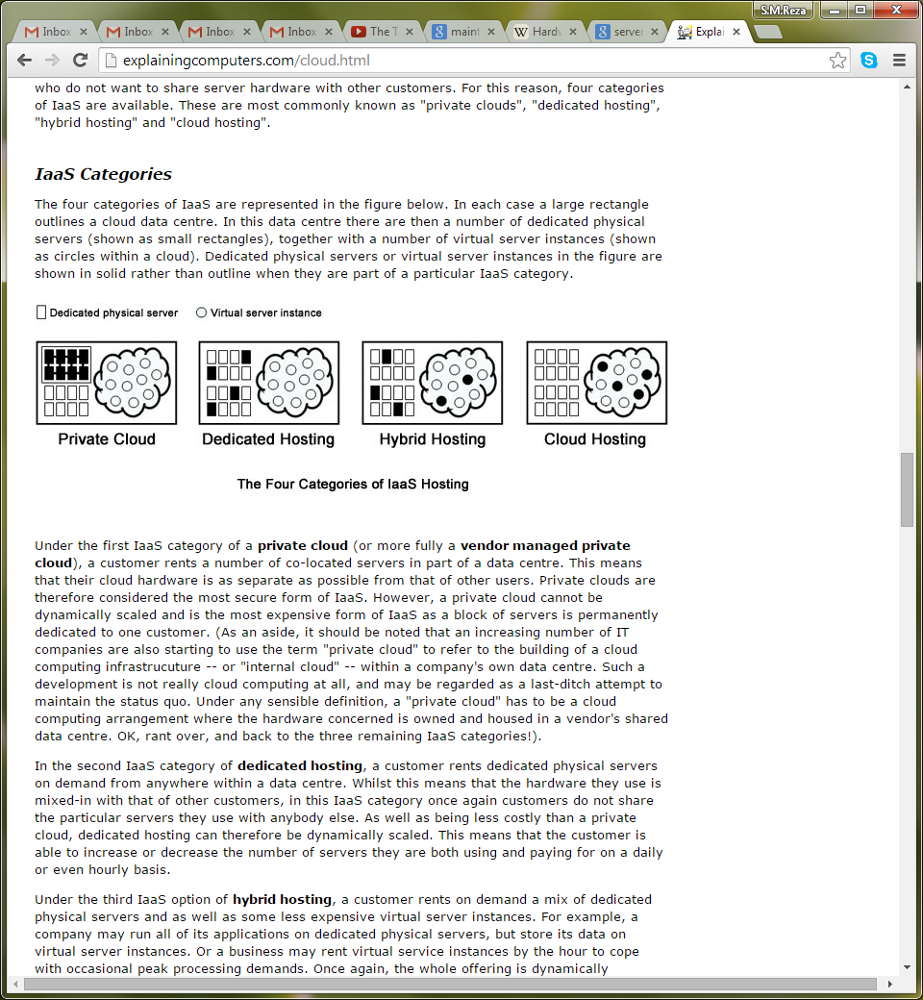 S.M.Reza
Inbox
Inbox
Inbox
Inbox
The T
maint
Hardv
server
Explai
explainingcomputers.com/cloud.html
who do not want to share server hardware with other customers. For this reason, four categories
of IaaS are available. These are most commonly known as "private clouds", "dedicated hosting",
"hybrid hosting" and "cloud hosting".
IaaS Categories
The four categories of IaaS are represented in the figure below. In each case a large rectangle
outlines a cloud data centre. In this data centre there are then a number of dedicated physical
servers (shown as small rectangles), together with a number of virtual server instances (shown
as circles within a cloud). Dedicated physical servers or virtual server instances in the figure are
shown in solid rather than outline when they are part of a particular IaaS category.
Dedicated physical server
Virtual server instance
Private Cloud
Dedicated Hosting
Hybrid Hosting
Cloud Hosting
The Four Categories of IaaS Hosting
Under the first IaaS category of a private cloud (or more fully a vendor managed private
cloud), a customer rents a number of co-located servers in part of a data centre. This means
that their cloud hardware is as separate as possible from that of other users. Private clouds are
therefore considered the most secure form of IaaS. However, a private cloud cannot be
dynamically scaled and is the most expensive form of IaaS as a block of servers is permanently
dedicated to one customer. (As an aside, it should be noted that an increasing number of IT
companies are also starting to use the term "private cloud" to refer to the building of a cloud
computing infrastrucuture -- or "internal cloud" -- within a company's own data centre. Such a
development is not really cloud computing at all, and may be regarded as a last-ditch attempt to
maintain the status quo. Under any sensible definition, a "private cloud" has to be a cloud
computing arrangement where the hardware concerned is owned and housed in a vendor's shared
data centre. OK, rant over, and back to the three remaining IaaS categories!).
In the second IaaS category of dedicated hosting, a customer rents dedicated physical servers
on demand from anywhere within a data centre. Whilst this means that the hardware they use is
mixed-in with that of other customers, in this IaaS category once again customers do not share
the particular servers they use with anybody else. As well as being less costly than a private
cloud, dedicated hosting can therefore be dynamically scaled. This means that the customer is
able to increase or decrease the number of servers they are both using and paying for on a daily
or even hourly basis.
Under the third IaaS option of hybrid hosting, a customer rents on demand a mix of dedicated
physical servers and as well as some less expensive virtual server instances. For example, a
company may run all of its applications on dedicated physical servers, but store its data on
virtual server instances. Or a business may rent virtual service instances by the hour to cope
with occasional peak processing demands. Once again, the whole offering is dynamically